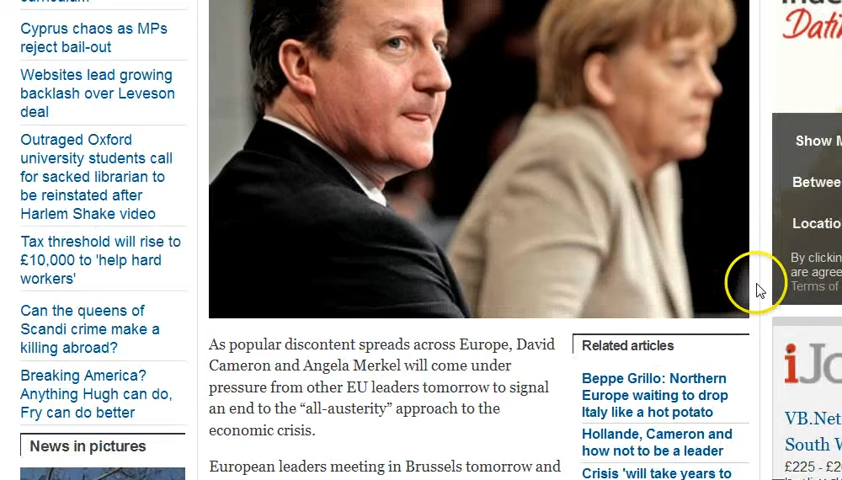 Cyprus chaos as MPs
reject bail-out
Websites lead growing
backlash over Leveson
deal
Outraged Oxford
university students call
for sacked librarian to
be reinstated after
Harlem Shake video
Tax threshold will rise to
£10,000 to 'help hard
workers'
Can the queens of
Scandi crime make a
killing abroad?
Breaking America?
Anything Hugh can do,
Fry can do better
News in pictures
As popular discontent spreads across Europe, David
Cameron and Angela Merkel will come under
pressure from other EU leaders tomorrow to signal
an end to the “all-austerity” approach to the
economic crisis.
European leaders meeting in Brussels tomorrow and
Related articles
Beppe Grillo: Northern
Europe waiting to drop
Italy like a hot potato
Hollande, Cameron and
how not to be a leader
Crisis 'will take years to
Show M
Betwee
Locatio
By clickin
are agree
Terms of
iJo
VB.Net
South W
£225 - £2